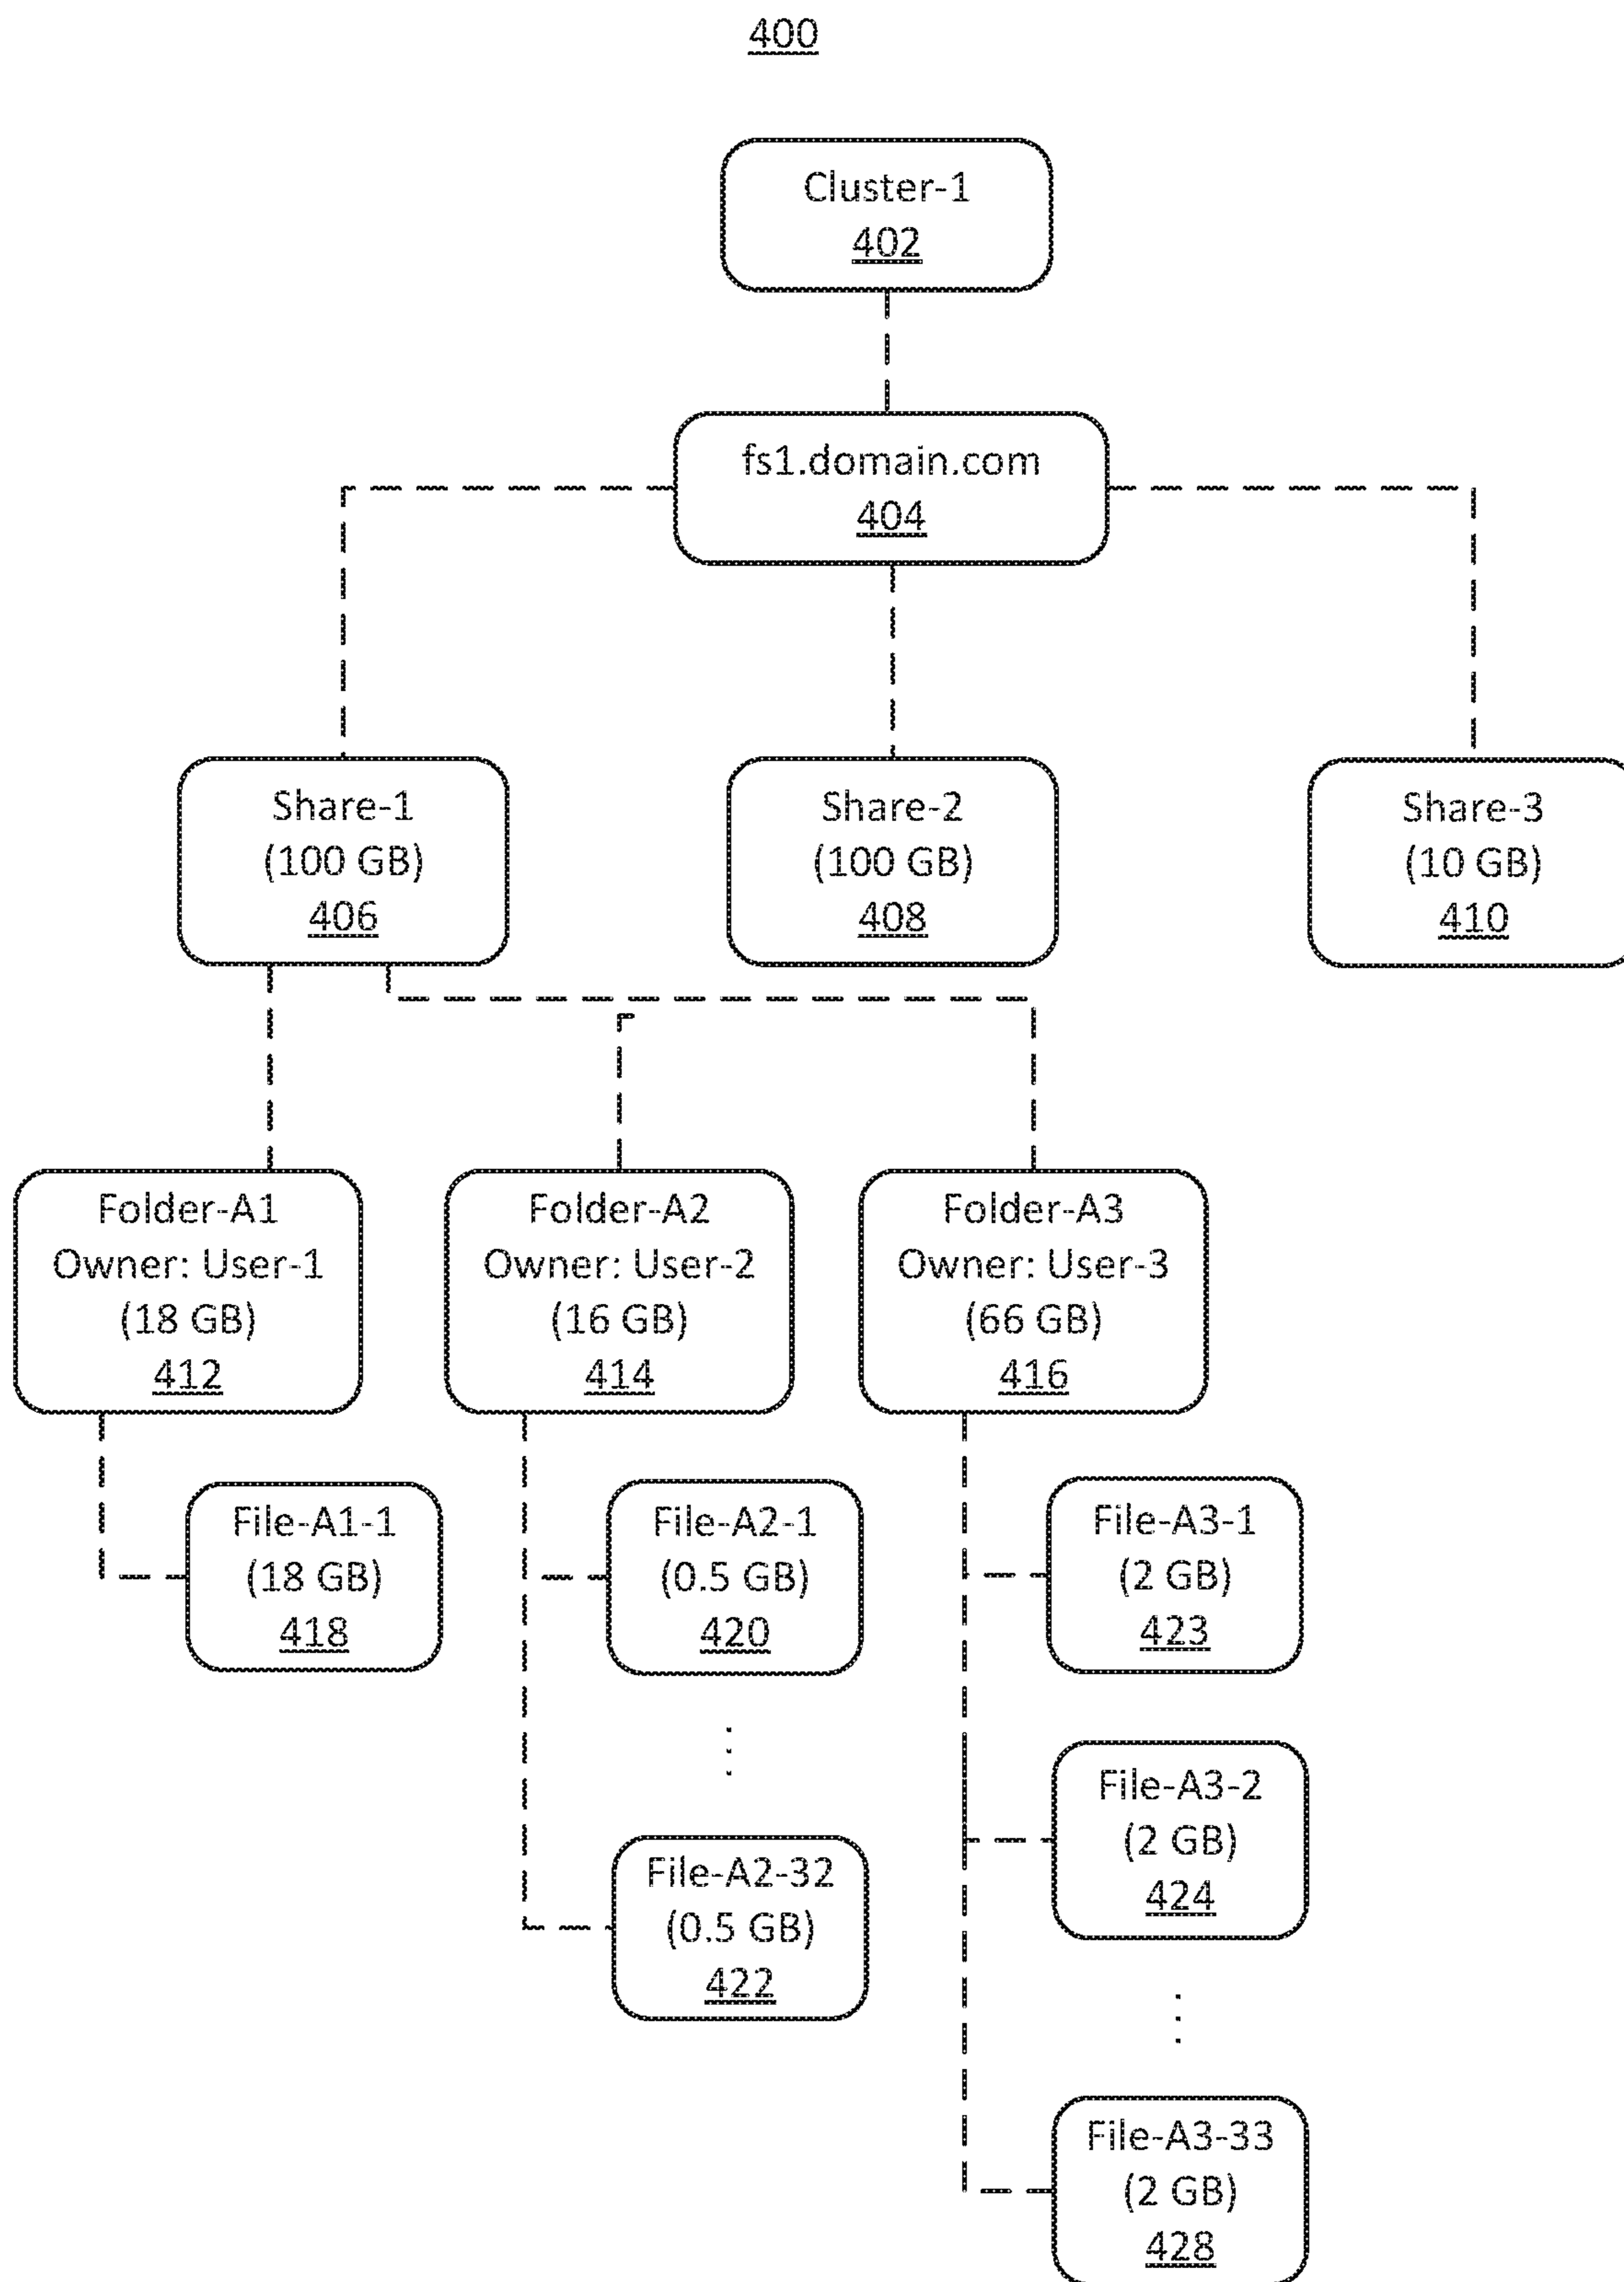 400
Cluster-1
402
fs1.domain.com
404
Share-1
(100 GB)
406
Share-2
(100 GB)
408
Share-3
(10 GB)
410
Folder-A1
Owner: User-1
(18 GB)
412
Folder-A2
Owner: User-2
(16 GB)
414
Folder-A3
Owner: User-3
(66 GB)
416
File-A1-1
(18 GB)
418
File-A2-1
(0.5 GB)
420
File-A3-1
(2 GB)
423
⋮
File-A3-2
(2 GB)
424
File-A2-32
(0.5 GB)
422
⋮
File-A3-33
(2 GB)
428